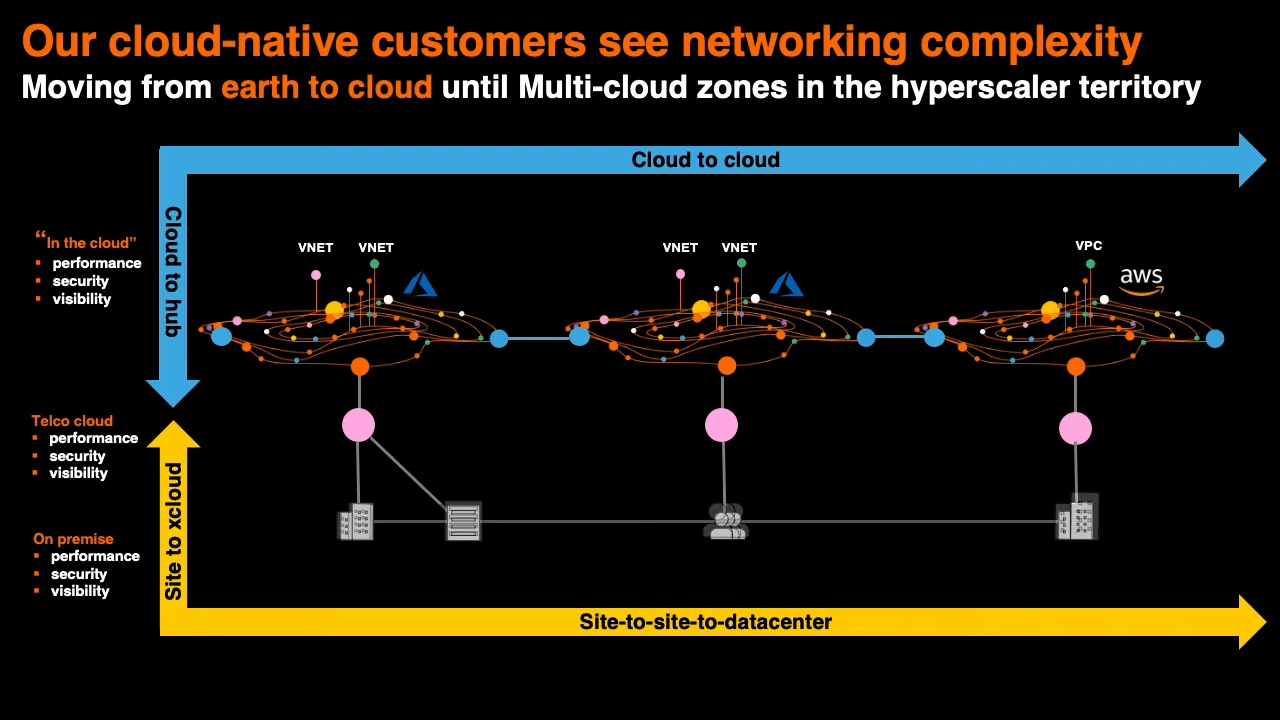 Our cloud-native customers see networking complexity
Moving from earth to cloud until Multi-cloud zones in the hyperscaler territory
Cloud to cloud
Cloud to hub
“In the cloud”
▪ performance
▪ security
▪ visibility
VNET
VNET
VNET
VNET
VPC
aws
Telco cloud
▪ performance
▪ security
▪ visibility
Site to xcloud
On premise
▪ performance
▪ security
▪ visibility
Site-to-site-to-datacenter